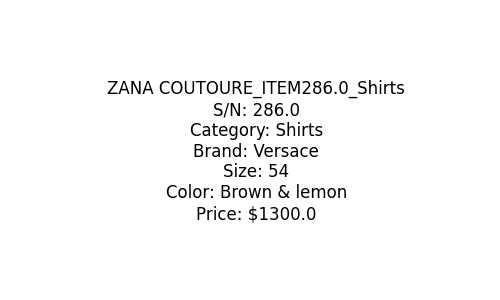 ZANA COUTOURE_ITEM286.0_Shirts
S/N: 286.0
Category: Shirts
Brand: Versace
Size: 54
Color: Brown & lemon
Price: $1300.0